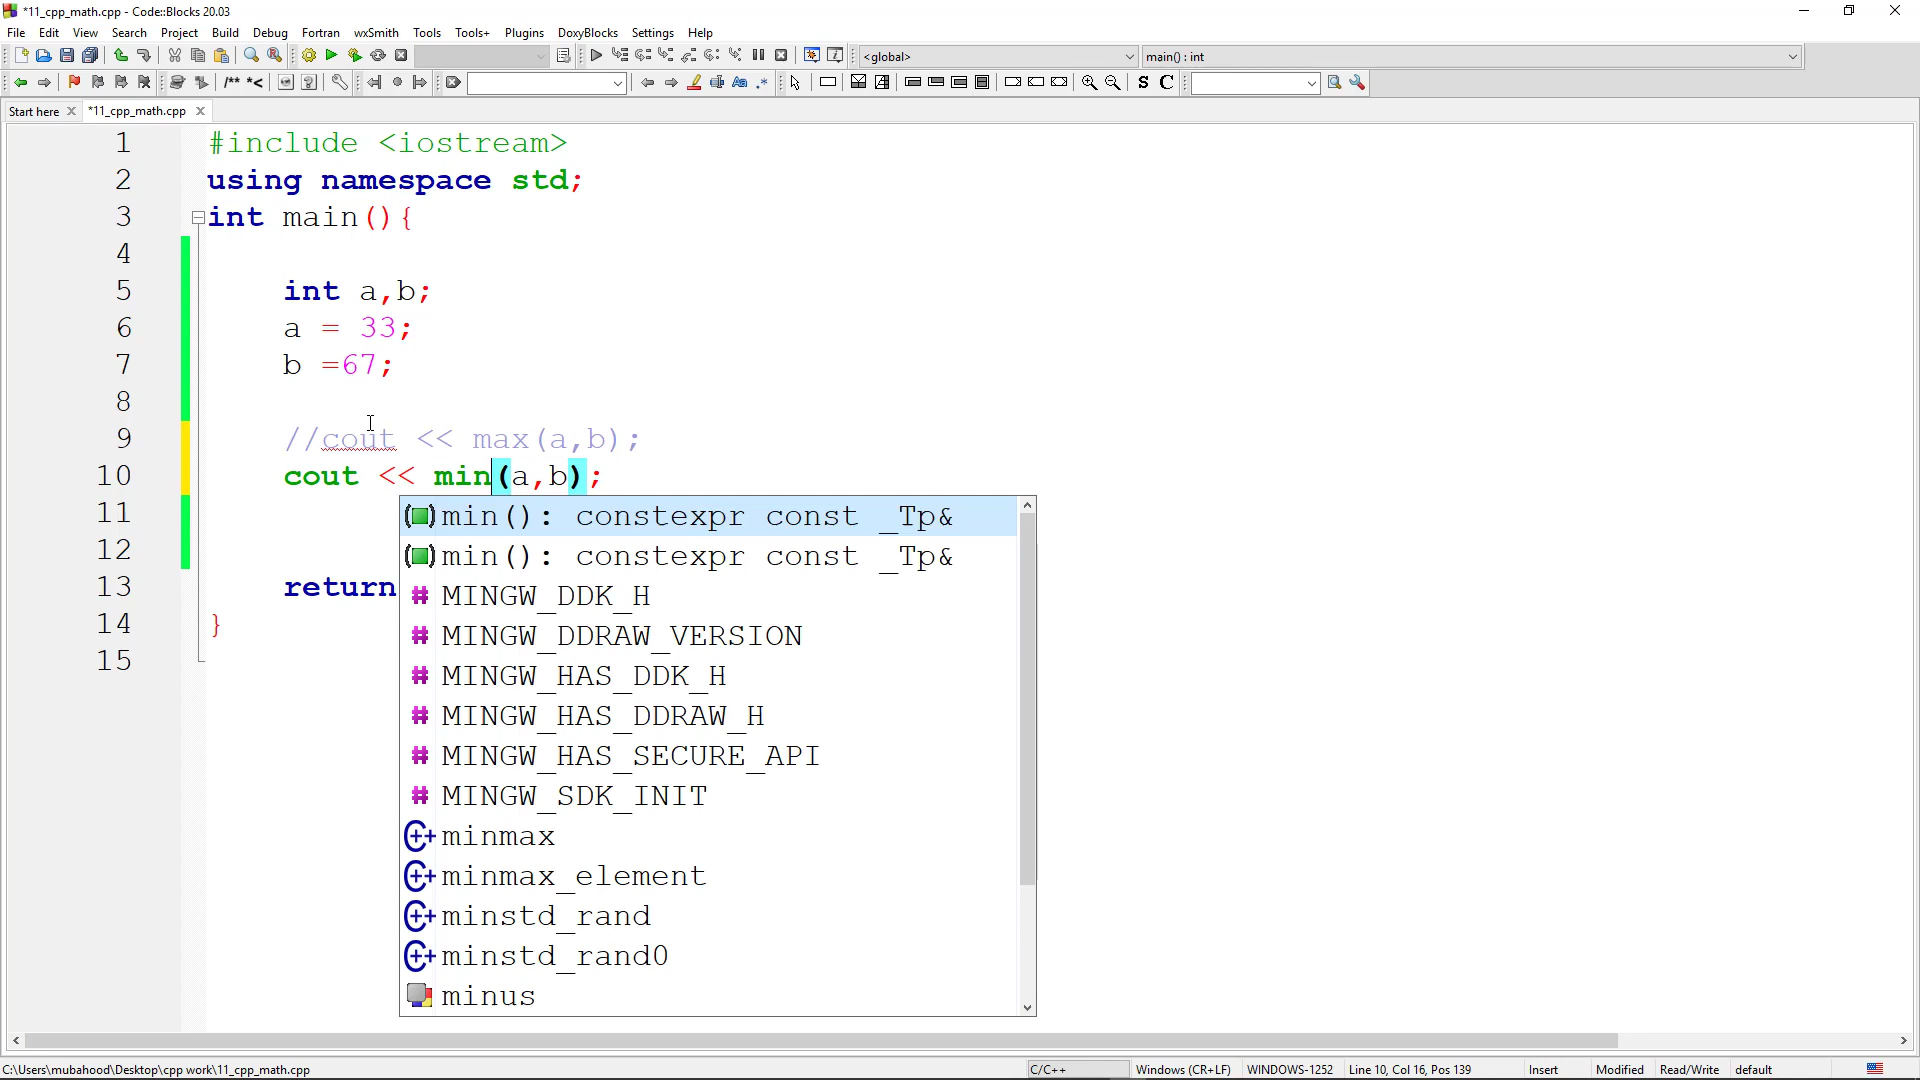 *11_cpp_math.cpp - Code::Blocks 20.03
File Edit View Search Project Build Debug Fortran wxSmith Tools Tools+ Plugins DoxyBlocks Settings Help
<global> main() : int
/** *<
S C
Start here *11_cpp_math.cpp
1 #include <iostream>
2 using namespace std;
3 int main(){
4
5 int a,b;
6 a = 33;
7 b =67;
8
9 //cout << max(a,b);
10 cout << min(a,b);
11 min(): constexpr const _Tp&
12 min(): constexpr const _Tp&
13 return MINGW_DDK_H
14 } MINGW_DDRAW_VERSION
15 MINGW_HAS_DDK_H
MINGW_HAS_DDRAW_H
MINGW_HAS_SECURE_API
MINGW_SDK_INIT
minmax
minmax_element
minstd_rand
minstd_rand0
minus
C:\Users\mubahood\Desktop\cpp work\11_cpp_math.cpp C/C++ Windows (CR+LF) WINDOWS-1252 Line 10, Col 16, Pos 139 Insert Modified Read/Write default